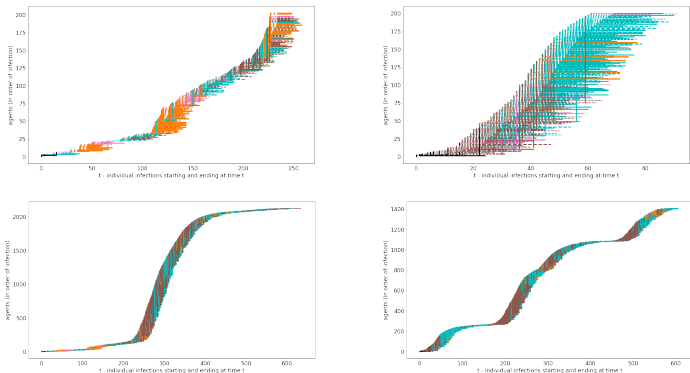 200
175
150
125
100
75
50
25
0
agents (in order of infection)
0 50 100 150 200 250
t - individual infections starting and ending at time t
200
175
150
125
100
75
50
25
0
agents (in order of infection)
0 20 40 60 80
t - individual infections starting and ending at time t
2000
1500
1000
500
0
agents (in order of infection)
0 100 200 300 400 500 600
t - individual infections starting and ending at time t
1400
1200
1000
800
600
400
200
0
agents (in order of infection)
0 100 200 300 400 500 600
t - individual infections starting and ending at time t